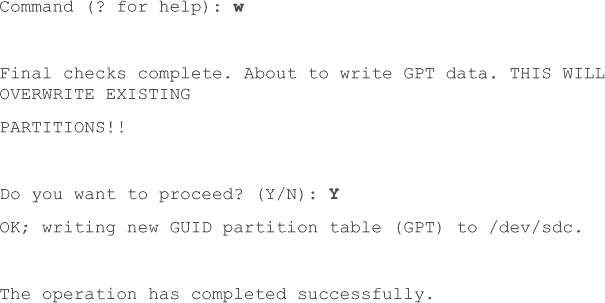 Command (? for help): w
Final checks complete. About to write GPT data. THIS WILL
OVERWRITE EXISTING
PARTITIONS!!
Do you want to proceed? (Y/N): Y
OK; writing new GUID partition table (GPT) to /dev/sdc.
The operation has completed successfully.